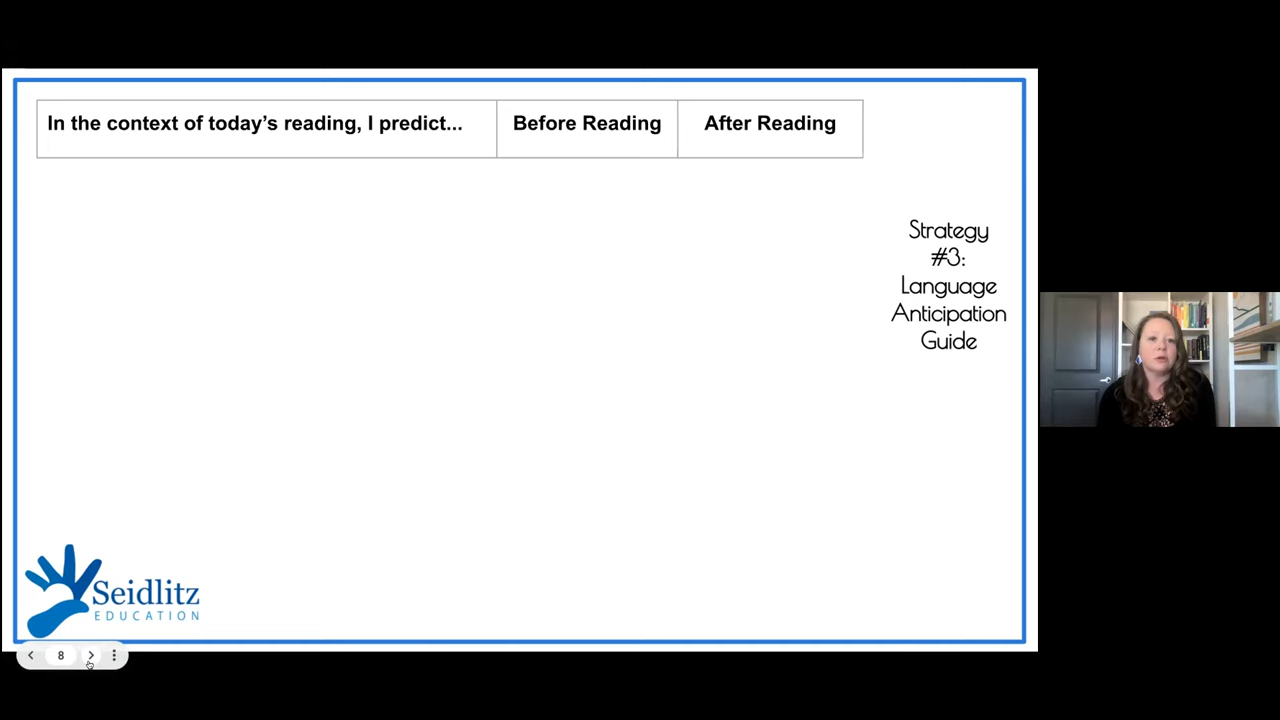 In the context of today's reading, I predict...
Before Reading
After Reading
Strategy
#3:
Language
Anticipation
Guide
Seidlitz
EDUCATION
8